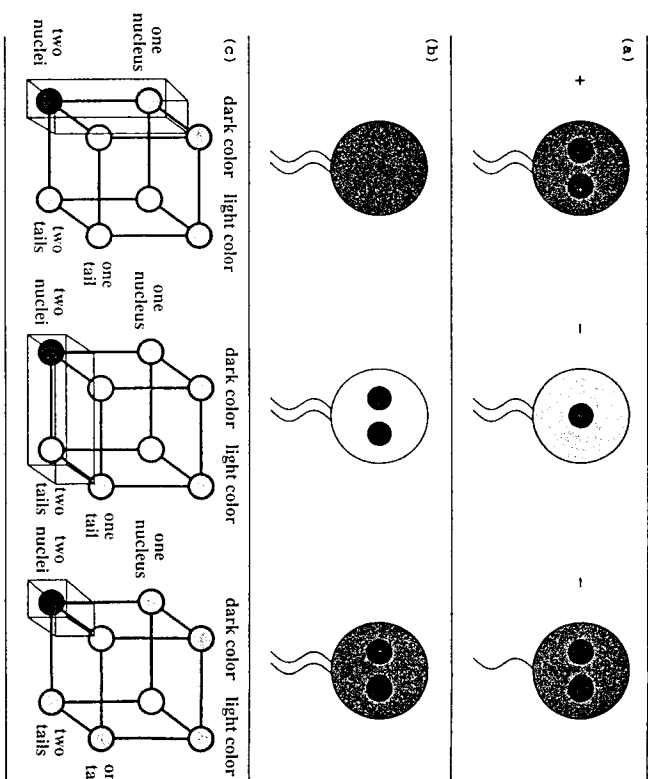 (a)
+
−
−
(b)
(c)
dark color light color
one
nucleus
one
tail
two
nuclei
two
tails
dark color light color
one
nucleus
one
tail
two
nuclei
two
tails
dark color light color
one
nucleus
two
nuclei
two
tails